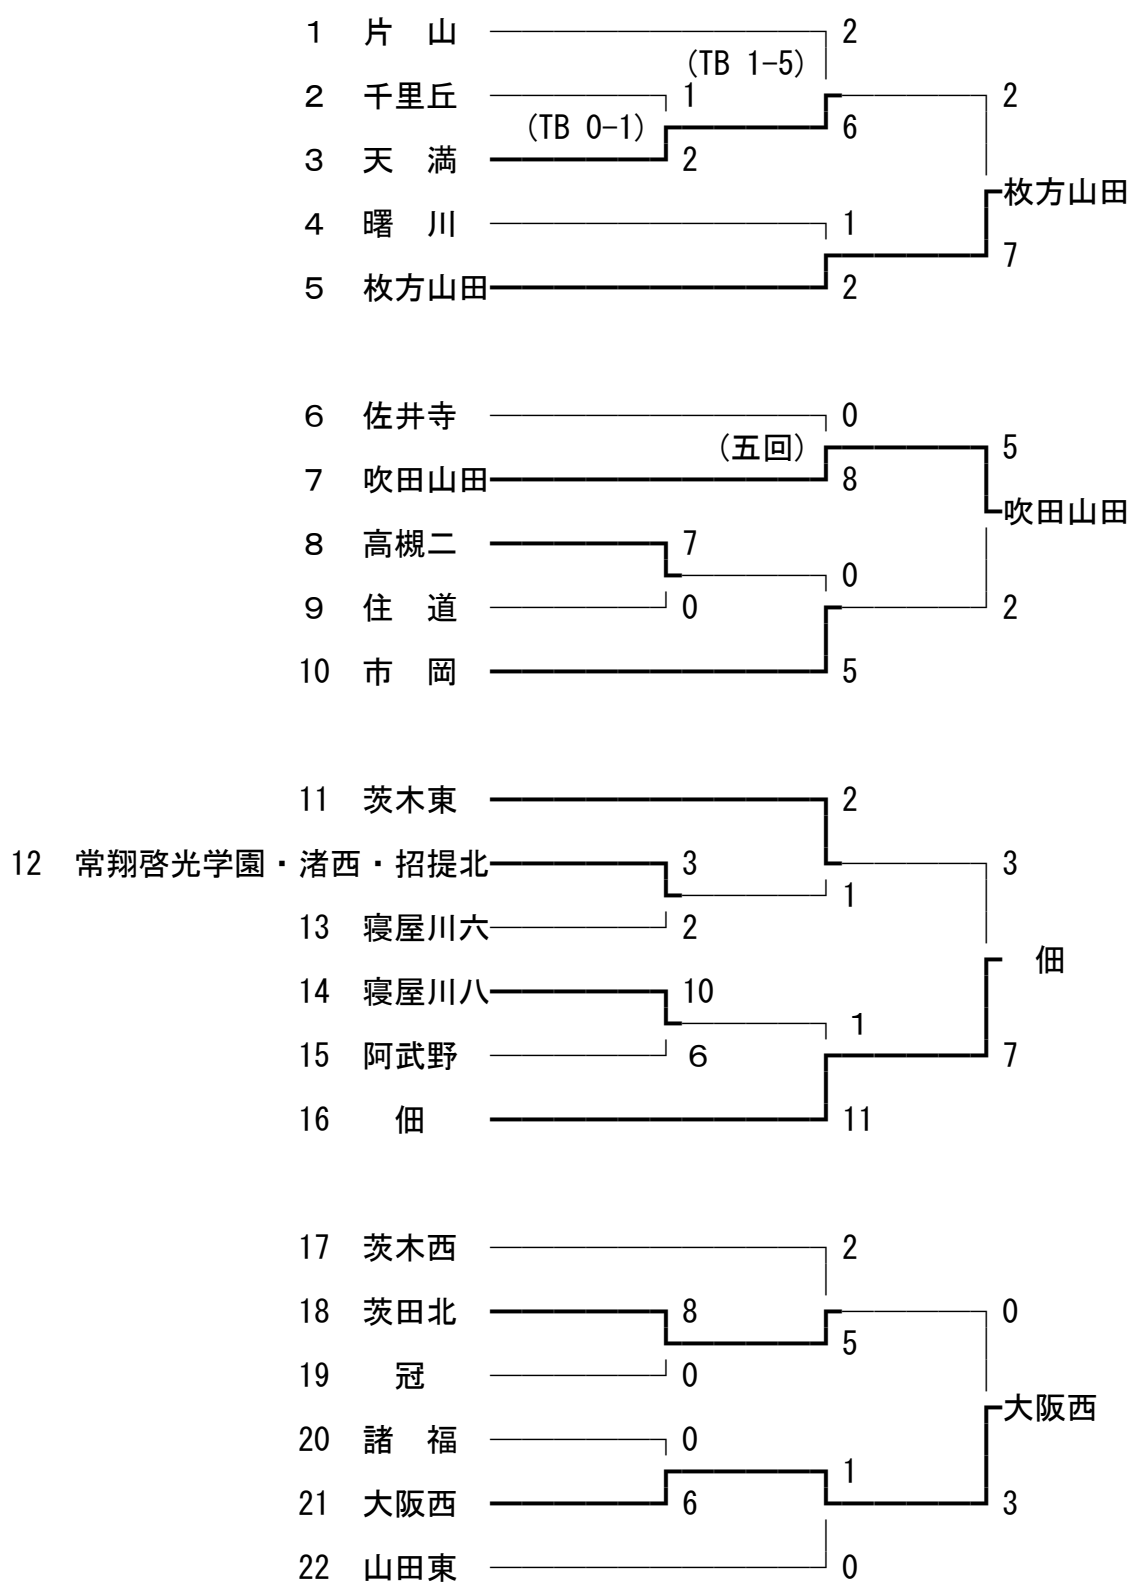 1 片 山 2
(TB 1-5)
2 千里丘 1 2
(TB 0-1) 6
3 天 満 2
枚方山田
4 曙 川 1
7
5 枚方山田 2
6 佐井寺 0
(五回) 5
7 吹田山田 8
吹田山田
8 高槻二 7
0
9 住 道 0 2
10 市 岡 5
11 茨木東 2
12 常翔啓光学園・渚西・招提北 3 3
1
13 寝屋川六 2
佃
14 寝屋川八 10
1
15 阿武野 6 7
16 佃 11
17 茨木西 2
18 茨田北 8 0
5
19 冠 0
大阪西
20 諸 福 0
1
21 大阪西 6 3
22 山田東 0